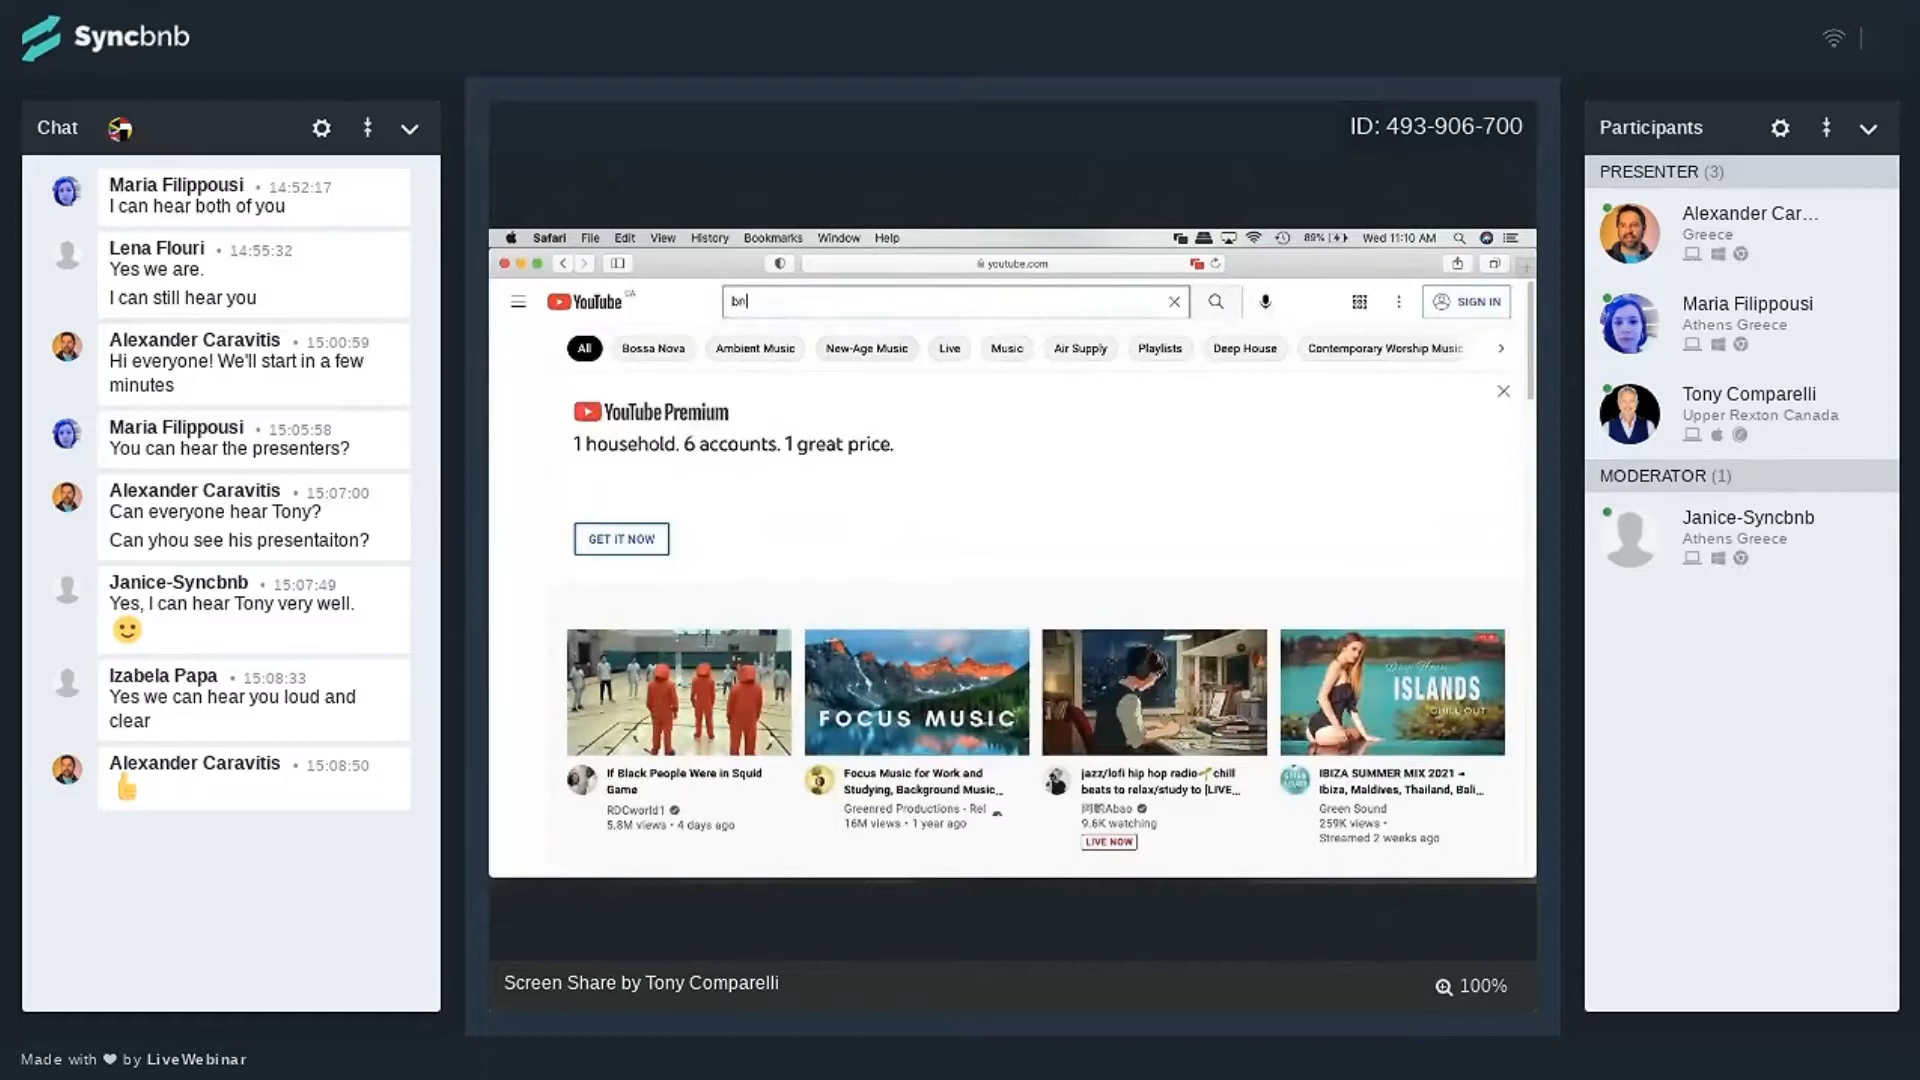 Syncbnb
Chat
Maria Filippousi • 14:52:17
I can hear both of you
Lena Flouri • 14:55:32
Yes we are.
I can still hear you
Alexander Caravitis • 15:00:59
Hi everyone! We'll start in a few
minutes
Maria Filippousi • 15:05:58
You can hear the presenters?
Alexander Caravitis • 15:07:00
Can everyone hear Tony?
Can yhou see his presentaiton?
Janice-Syncbnb • 15:07:49
Yes, I can hear Tony very well.
Izabela Papa • 15:08:33
Yes we can hear you loud and
clear
Alexander Caravitis • 15:08:50
ID: 493-906-700
Safari File Edit View History Bookmarks Window Help 89% Wed 11:10 AM
youtube.com
YouTube CA
bn
SIGN IN
All Bossa Nova Ambient Music New-Age Music Live Music Air Supply Playlists Deep House Contemporary Worship Music
YouTube Premium
1 household. 6 accounts. 1 great price.
GET IT NOW
FOCUS MUSIC
Deep House
ISLANDS
CHILL OUT
If Black People Were in Squid
Game
RDCworld1
5.8M views • 4 days ago
Focus Music for Work and
Studying, Background Music...
Greenred Productions - Rel
16M views • 1 year ago
jazz/lofi hip hop radio chill
beats to relax/study to [LIVE...
Abao
9.6K watching
LIVE NOW
IBIZA SUMMER MIX 2021
Ibiza, Maldives, Thailand, Bali...
Green Sound
259K views •
Streamed 2 weeks ago
Screen Share by Tony Comparelli
100%
Participants
PRESENTER (3)
Alexander Car...
Greece
Maria Filippousi
Athens Greece
Tony Comparelli
Upper Rexton Canada
MODERATOR (1)
Janice-Syncbnb
Athens Greece
Made with ❤ by LiveWebinar